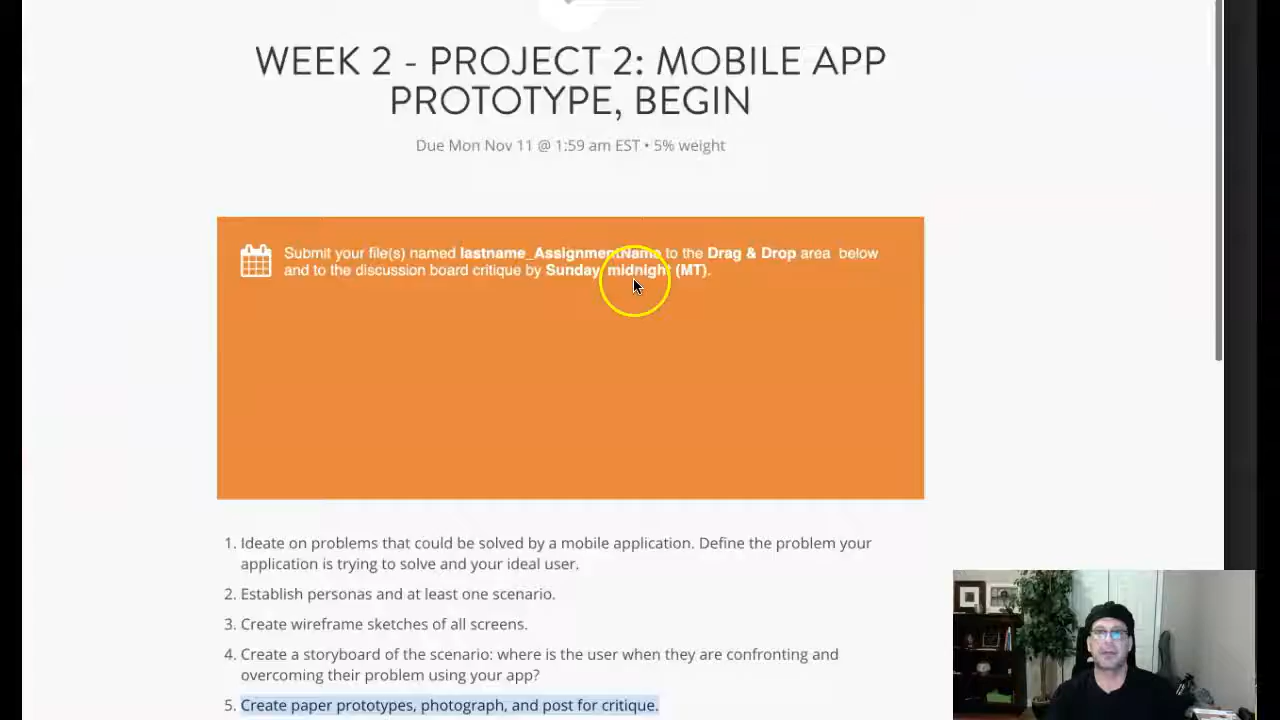 WEEK 2 - PROJECT 2: MOBILE APP
PROTOTYPE, BEGIN
Due Mon Nov 11 @ 1:59 am EST • 5% weight
Submit your file(s) named lastname_AssignmentName to the Drag & Drop area below
and to the discussion board critique by Sunday midnight (MT).
1. Ideate on problems that could be solved by a mobile application. Define the problem your
application is trying to solve and your ideal user.
2. Establish personas and at least one scenario.
3. Create wireframe sketches of all screens.
4. Create a storyboard of the scenario: where is the user when they are confronting and
overcoming their problem using your app?
5. Create paper prototypes, photograph, and post for critique.